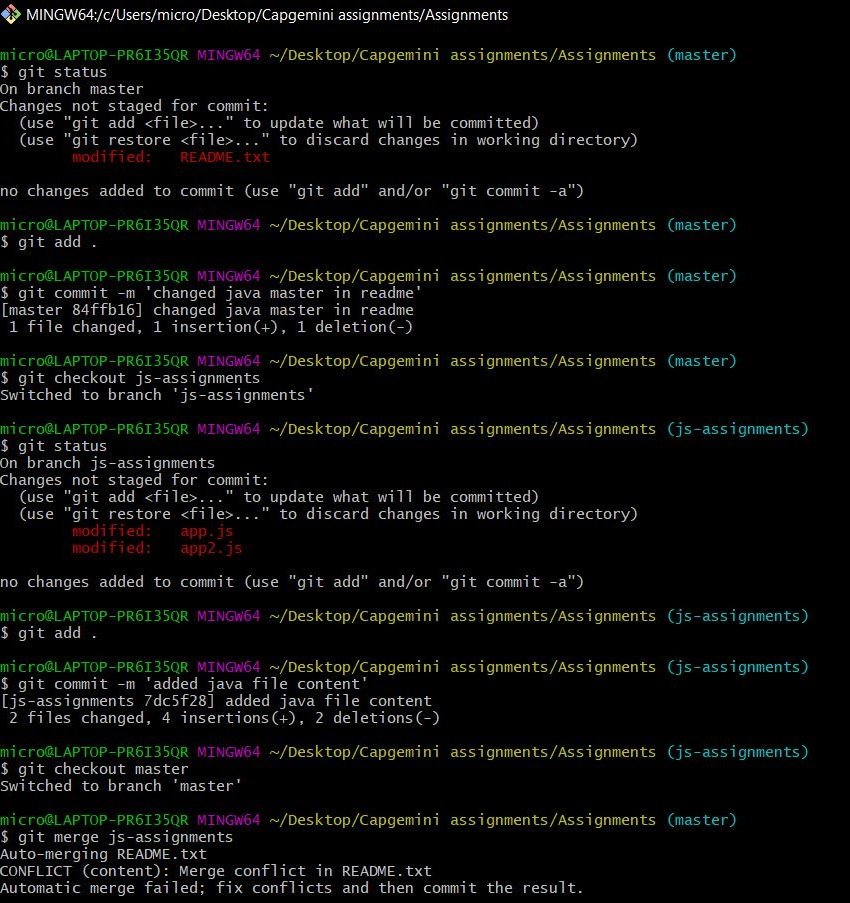 MINGW64:/c/Users/micro/Desktop/Capgemini assignments/Assignments
micro@LAPTOP-PR6I35QR MINGW64 ~/Desktop/Capgemini assignments/Assignments (master)
$ git status
On branch master
Changes not staged for commit:
  (use "git add <file>..." to update what will be committed)
  (use "git restore <file>..." to discard changes in working directory)
        modified:   README.txt

no changes added to commit (use "git add" and/or "git commit -a")

micro@LAPTOP-PR6I35QR MINGW64 ~/Desktop/Capgemini assignments/Assignments (master)
$ git add .

micro@LAPTOP-PR6I35QR MINGW64 ~/Desktop/Capgemini assignments/Assignments (master)
$ git commit -m 'changed java master in readme'
[master 84ffb16] changed java master in readme
 1 file changed, 1 insertion(+), 1 deletion(-)

micro@LAPTOP-PR6I35QR MINGW64 ~/Desktop/Capgemini assignments/Assignments (master)
$ git checkout js-assignments
Switched to branch 'js-assignments'

micro@LAPTOP-PR6I35QR MINGW64 ~/Desktop/Capgemini assignments/Assignments (js-assignments)
$ git status
On branch js-assignments
Changes not staged for commit:
  (use "git add <file>..." to update what will be committed)
  (use "git restore <file>..." to discard changes in working directory)
        modified:   app.js
        modified:   app2.js

no changes added to commit (use "git add" and/or "git commit -a")

micro@LAPTOP-PR6I35QR MINGW64 ~/Desktop/Capgemini assignments/Assignments (js-assignments)
$ git add .

micro@LAPTOP-PR6I35QR MINGW64 ~/Desktop/Capgemini assignments/Assignments (js-assignments)
$ git commit -m 'added java file content'
[js-assignments 7dc5f28] added java file content
 2 files changed, 4 insertions(+), 2 deletions(-)

micro@LAPTOP-PR6I35QR MINGW64 ~/Desktop/Capgemini assignments/Assignments (js-assignments)
$ git checkout master
Switched to branch 'master'

micro@LAPTOP-PR6I35QR MINGW64 ~/Desktop/Capgemini assignments/Assignments (master)
$ git merge js-assignments
Auto-merging README.txt
CONFLICT (content): Merge conflict in README.txt
Automatic merge failed; fix conflicts and then commit the result.